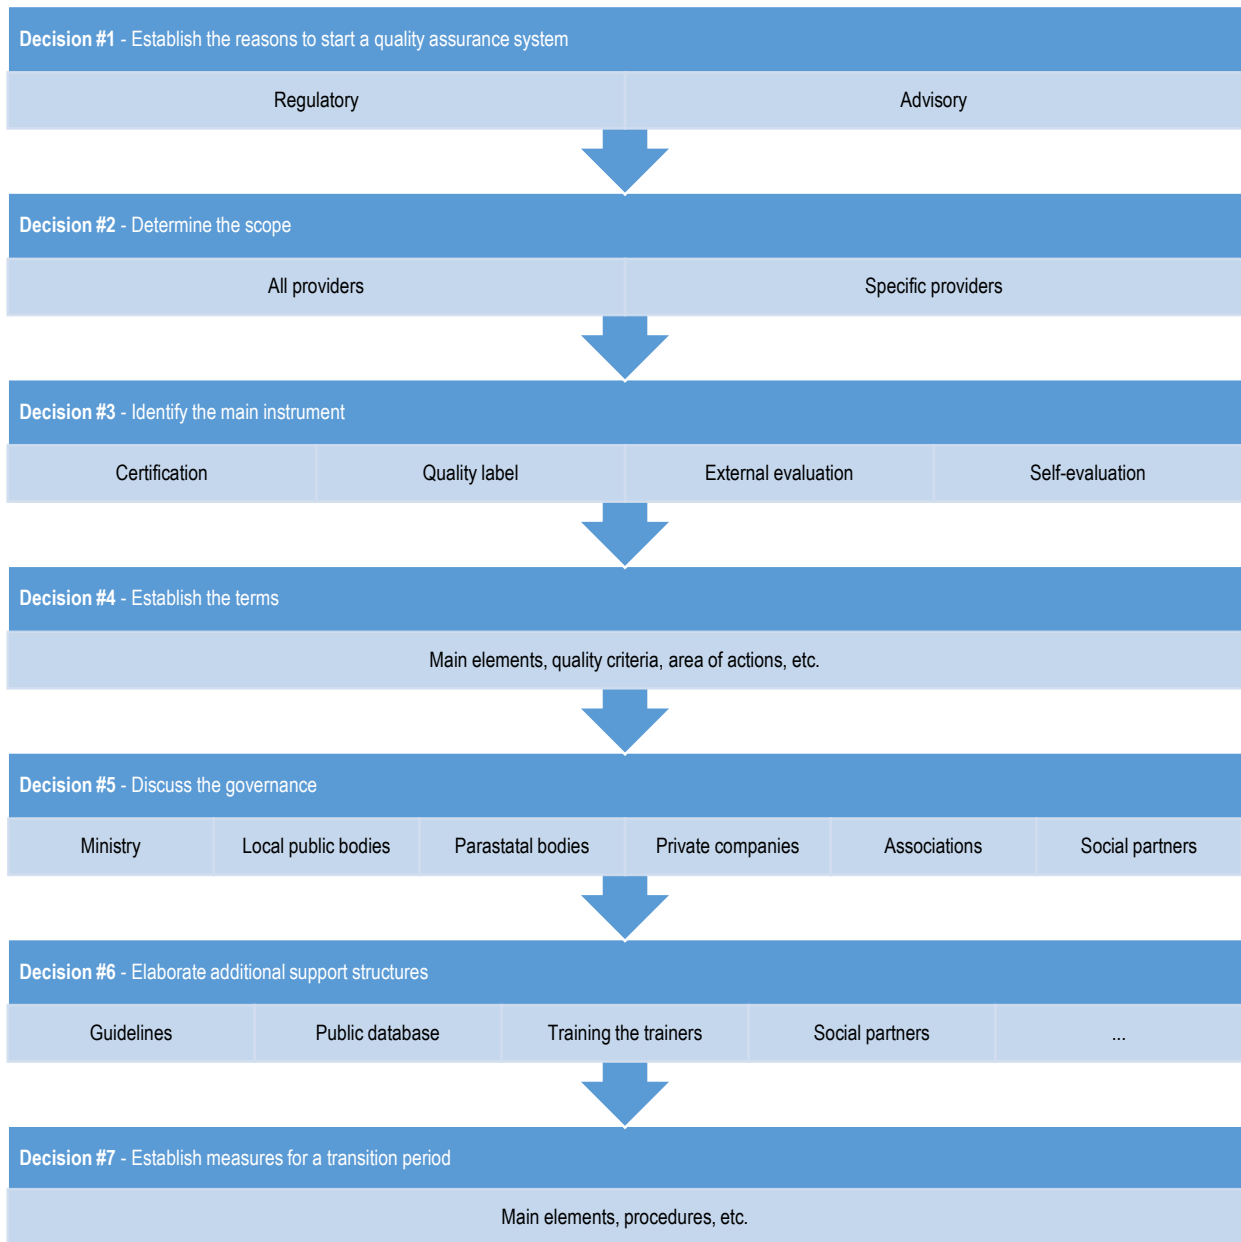 Decision #1 - Establish the reasons to start a quality assurance system
Regulatory
Advisory
Decision #2 - Determine the scope
All providers
Specific providers
Decision #3 - Identify the main instrument
Certification
Quality label
External evaluation
Self-evaluation
Decision #4 - Establish the terms
Main elements, quality criteria, area of actions, etc.
Decision #5 - Discuss the governance
Ministry
Local public bodies
Parastatal bodies
Private companies
Associations
Social partners
Decision #6 - Elaborate additional support structures
Guidelines
Public database
Training the trainers
Social partners
...
Decision #7 - Establish measures for a transition period
Main elements, procedures, etc.